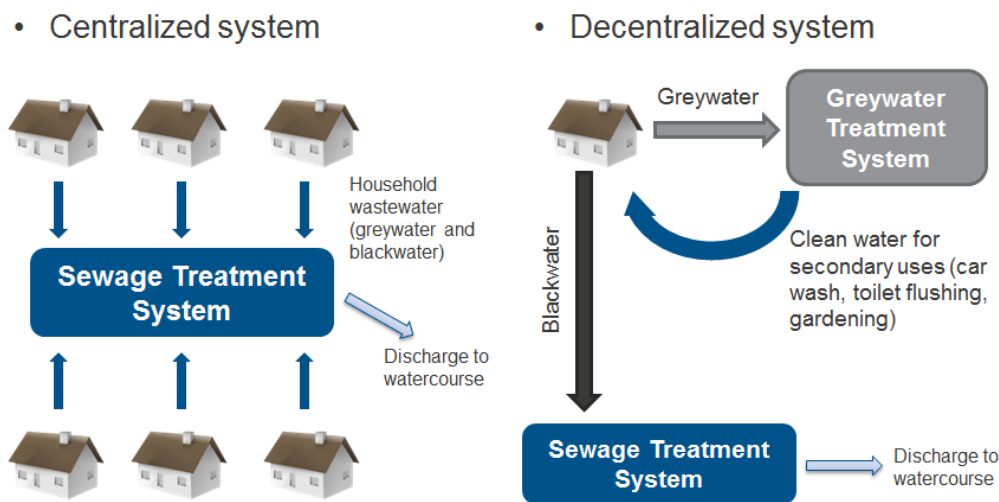 • Centralized system
Household
wastewater
(greywater and
blackwater)
Sewage Treatment
System
Discharge to
watercourse
• Decentralized system
Greywater
Greywater
Treatment
System
Clean water for
secondary uses (car
wash, toilet flushing,
gardening)
Blackwater
Sewage Treatment
System
Discharge to
watercourse